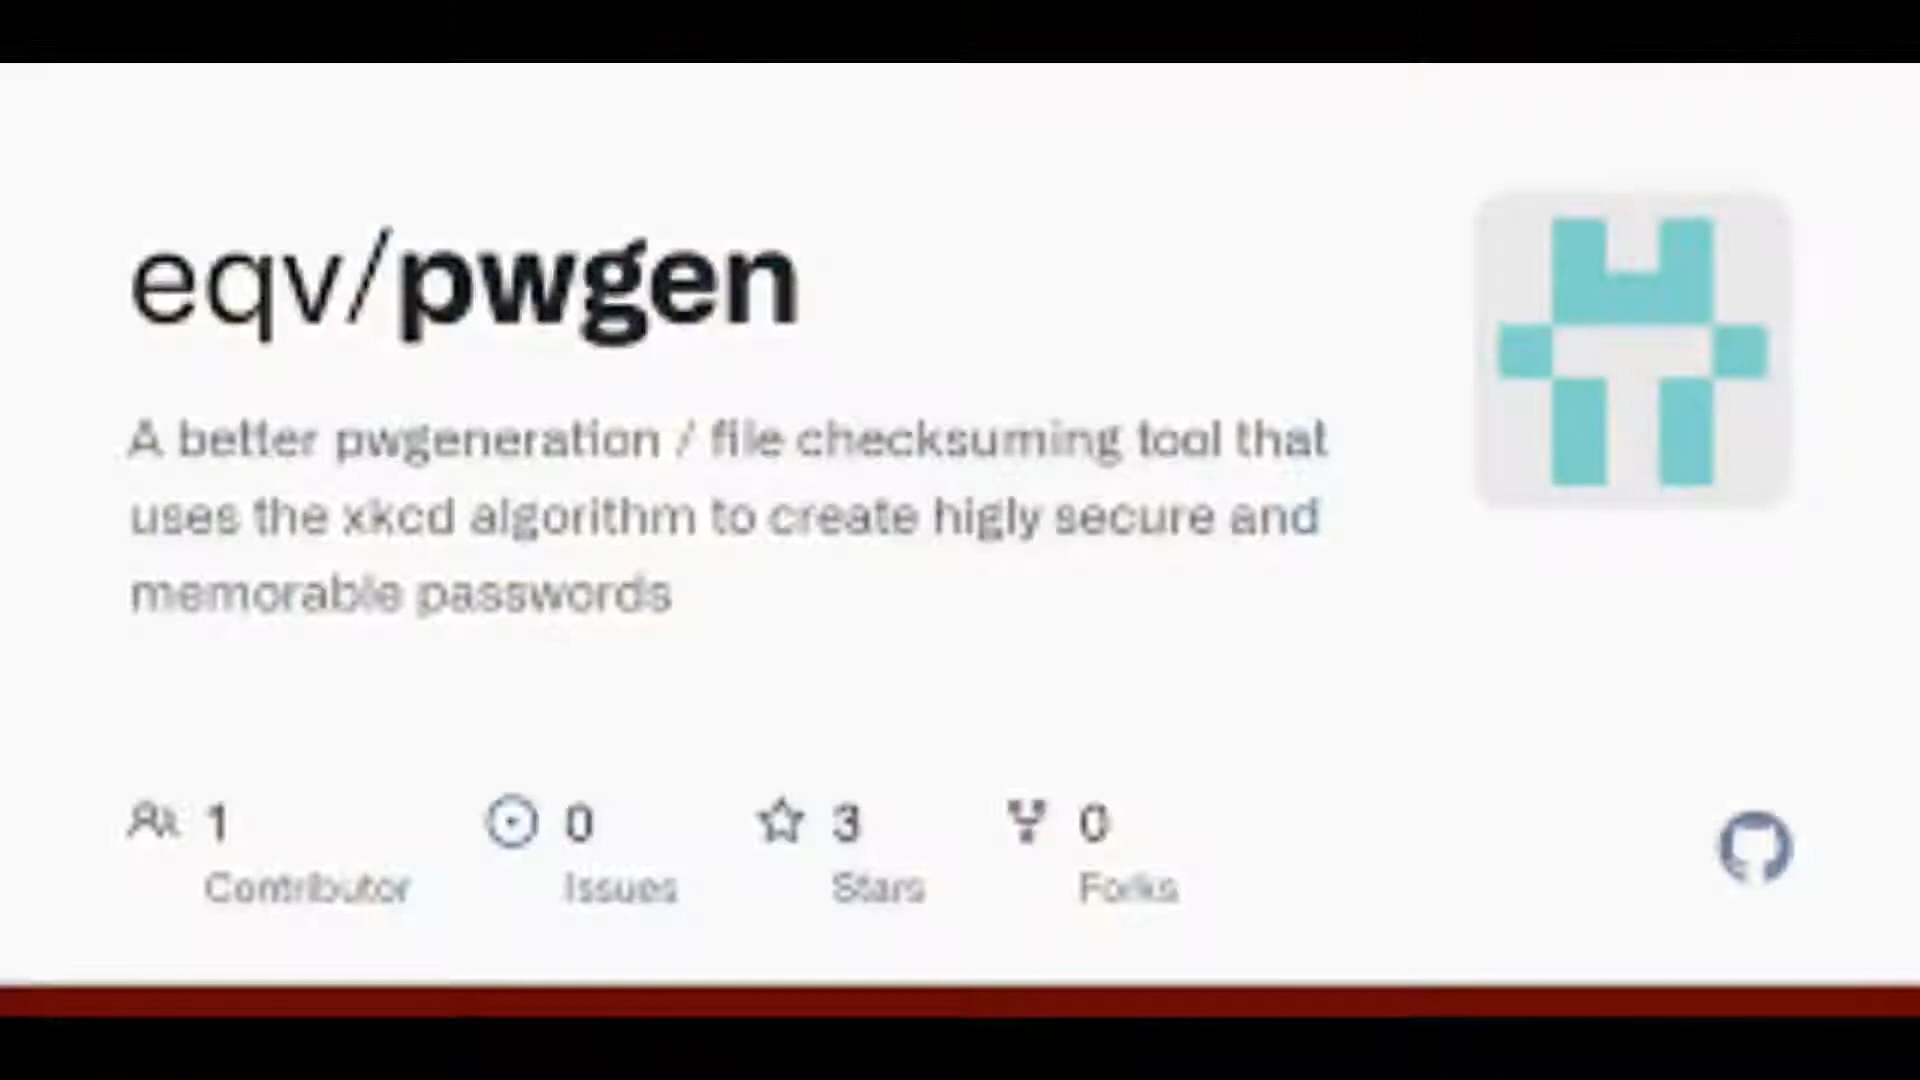 eqv/pwgen
A better pwgeneration / file checksuming tool that
uses the xkcd algorithm to create higly secure and
memorable passwords
1 0 3 0
Contributor Issues Stars Forks